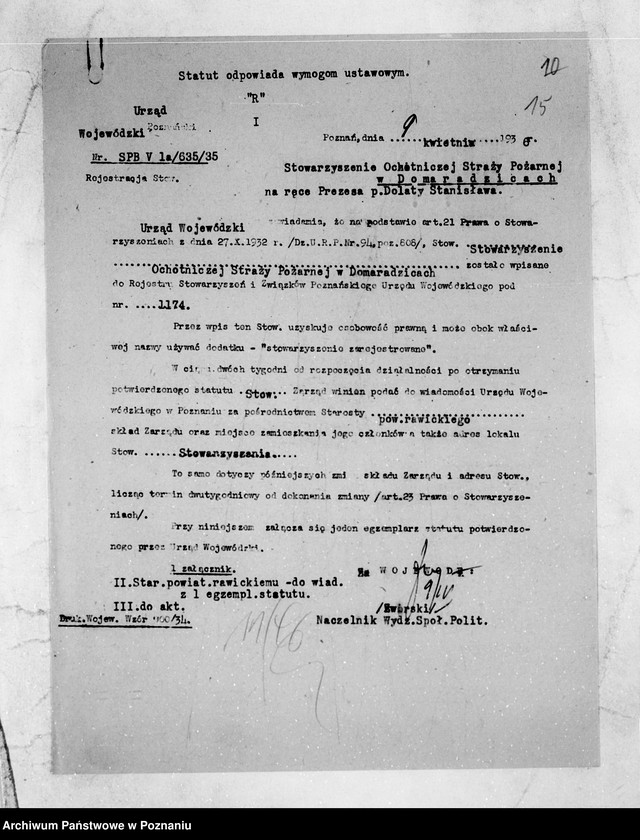 Statut odpowiada wymogom ustawowym.
10
15
"R"
I
Urząd
Wojewódzki Poznański
Nr. SPB V 1a/635/35
Rejestracja Stow.
Poznań, dnia 9 kwietnia 1936 r.
Stowarzyszenie Ochotniczej Straży Pożarnej
w Domaradzicach
na ręce Prezesa p.Dolaty Stanisława.
Urząd Wojewódzki zawiadamia, że na podstawie art.21 Prawa o Stowa-
rzyszeniach z dnia 27.X.1932 r. /Dz.U.R.P.Nr.94,poz.808/, Stow. Stowarzyszenie
Ochotniczej Straży Pożarnej w Domaradzicach zostało wpisane
do Rejestru Stowarzyszeń i Związków Poznańskiego Urzędu Wojewódzkiego pod
nr. ....1174.
Przez wpis ten Stow. uzyskuje osobowość prawną i może obok właści-
wej nazwy używać dodatku - "stowarzyszenie zarejestrowane".
W ciągu dwóch tygodni od rozpoczęcia działalności po otrzymaniu
potwierdzonego statutu .Stow... Zarząd winien podać do wiadomości Urzędu Woje-
wódzkiego w Poznaniu za pośrednictwem Starosty pow.rawickiego
skład Zarządu oraz miejsce zamieszkania jego członków a także adres lokalu
Stow. ......Stowarzyszenia.....
To samo dotyczy późniejszych zmian składu Zarządu i adresu Stow.,
licząc termin dwutygodniowy od dokonania zmiany /art.23 Prawa o Stowarzysze-
niach/.
Przy niniejszem załącza się jeden egzemplarz statutu potwierdzo-
nego przez Urząd Wojewódzki.
1 załącznik.
Za WOJEWODĘ:
II.Star.powiat.rawickiemu -do wiad.
z 1 egzempl.statutu.
9/IV
III.do akt.
/Zwórski/
Druk.Wojew. Wzór 900/34.
Naczelnik Wydz.Społ.Polit.
Archiwum Państwowe w Poznaniu